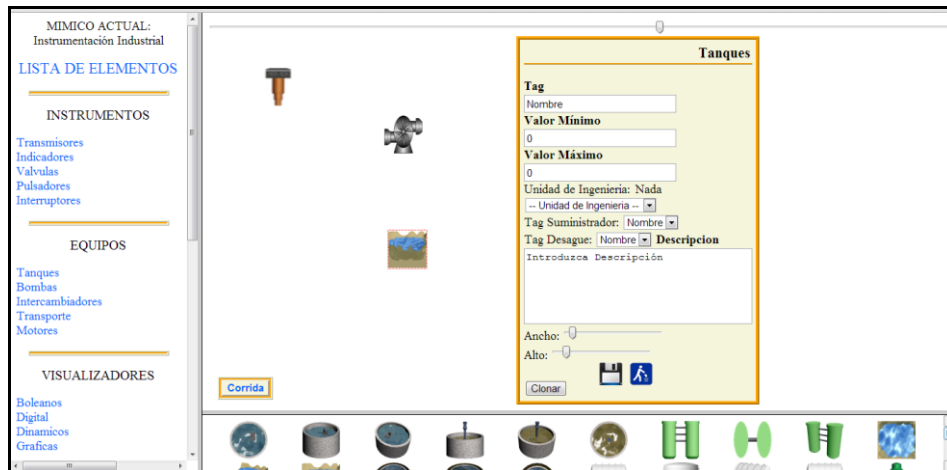 MIMICO ACTUAL:
Instrumentación Industrial
LISTA DE ELEMENTOS
INSTRUMENTOS
Transmisores
Indicadores
Valvulas
Pulsadores
Interruptores
EQUIPOS
Tanques
Bombas
Intercambiadores
Transporte
Motores
VISUALIZADORES
Boleanos
Digital
Dinamicos
Graficas
Corrida
Tanques
Tag
Nombre
Valor Mínimo
0
Valor Máximo
0
Unidad de Ingenieria: Nada
-- Unidad de Ingenieria --
Tag Suministrador: Nombre
Tag Desague: Nombre Descripcion
Introduzca Descripción
Ancho:
Alto:
Clonar